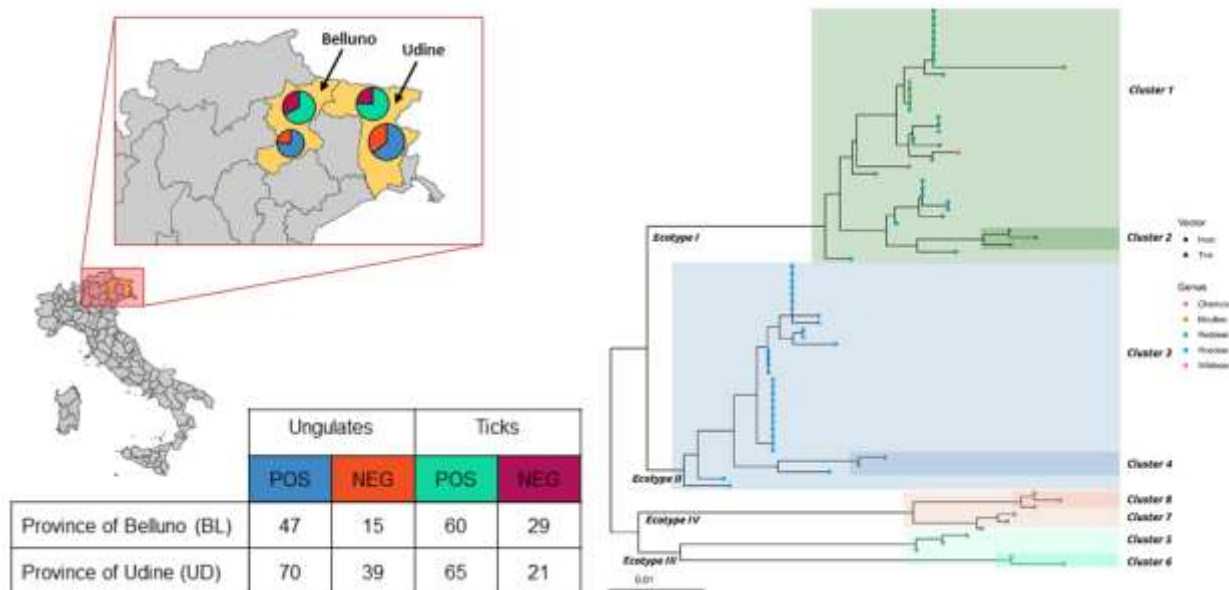 Belluno
Udine
Ungulates Ticks
POS NEG POS NEG
Province of Belluno (BL) 47 15 60 29
Province of Udine (UD) 70 39 65 21
Cluster 1
Ecotype I
Cluster 2
Cluster 3
Ecotype II
Cluster 4
Cluster 8
Ecotype IV
Cluster 7
Cluster 5
Ecotype III
Cluster 6
0.01
Vector
Host
Tick
Genus